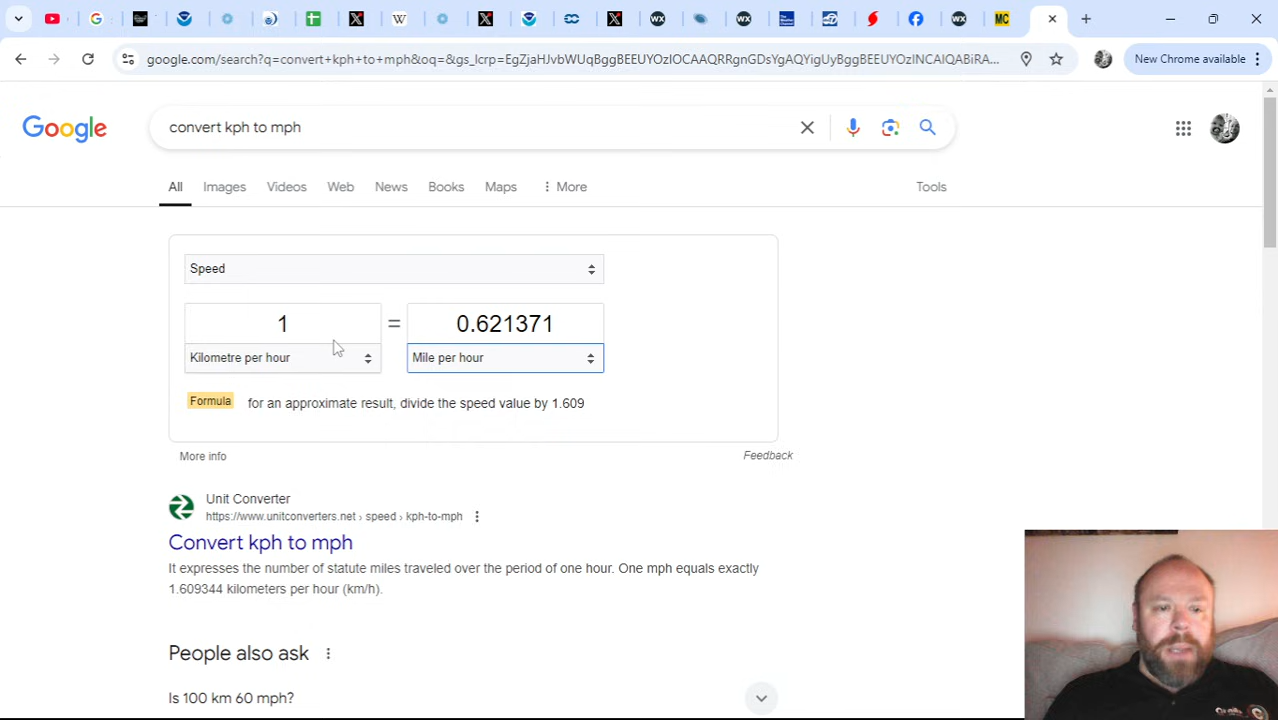 google.com/search?q=convert+kph+to+mph&oq=&gs_lcrp=EgZjaHJvbWUqBggBEEUYOzIOCAAQRRgnGDsYgAQYigUyBggBEEUYOzINCAIQABiRA...
New Chrome available
Google
convert kph to mph
All
Images
Videos
Web
News
Books
Maps
More
Tools
Speed
1 = 0.621371
Kilometre per hour
Mile per hour
Formula for an approximate result, divide the speed value by 1.609
More info
Feedback
Unit Converter
https://www.unitconverters.net › speed › kph-to-mph
Convert kph to mph
It expresses the number of statute miles traveled over the period of one hour. One mph equals exactly
1.609344 kilometers per hour (km/h).
People also ask
Is 100 km 60 mph?